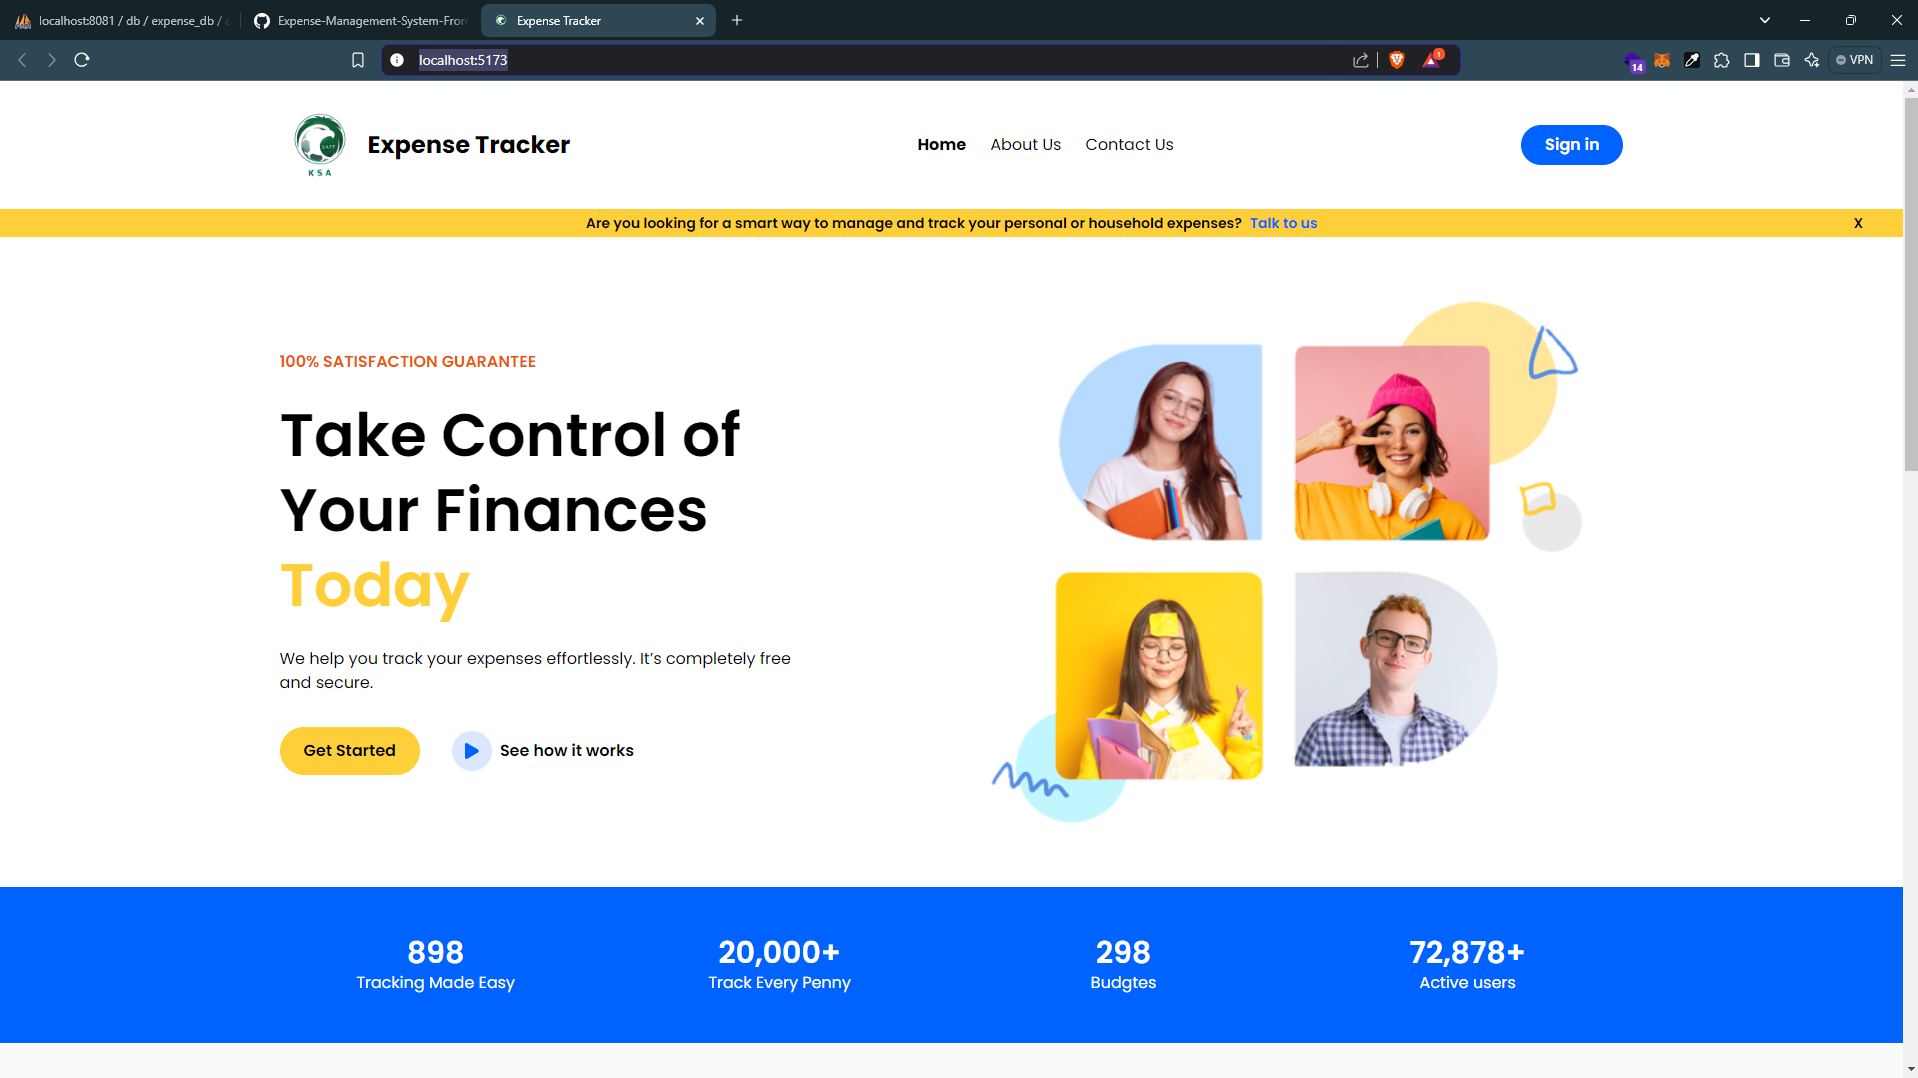 localhost:8081 / db / expense_db /
Expense-Management-System-Fron
Expense Tracker
localhost:5173
1
14
VPN
SAFF
KSA
Expense Tracker
Home
About Us
Contact Us
Sign in
Are you looking for a smart way to manage and track your personal or household expenses? Talk to us
X
100% SATISFACTION GUARANTEE
Take Control of
Your Finances
Today
We help you track your expenses effortlessly. It’s completely free
and secure.
Get Started
See how it works
898
Tracking Made Easy
20,000+
Track Every Penny
298
Budgtes
72,878+
Active users